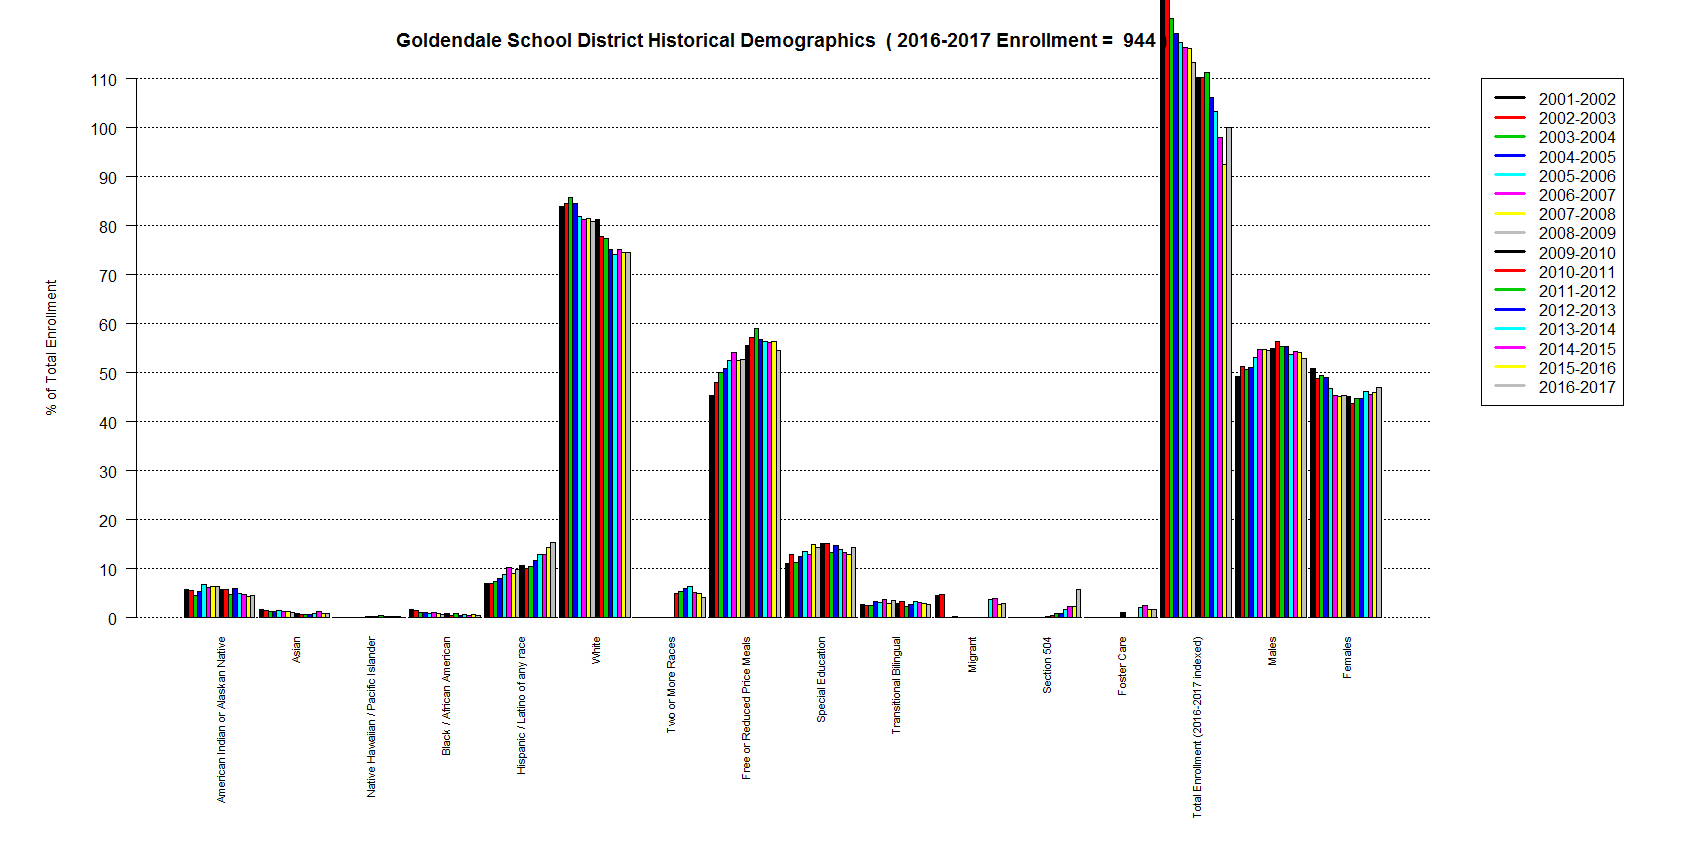 Goldendale School District Historical Demographics ( 2016-2017 Enrollment = 944 )
% of Total Enrollment
110
100
90
80
70
60
50
40
30
20
10
0
American Indian or Alaskan Native
Asian
Native Hawaiian / Pacific Islander
Black / African American
Hispanic / Latino of any race
White
Two or More Races
Free or Reduced Price Meals
Special Education
Transitional Bilingual
Migrant
Section 504
Foster Care
Total Enrollment (2016-2017 indexed)
Males
Females
2001-2002
2002-2003
2003-2004
2004-2005
2005-2006
2006-2007
2007-2008
2008-2009
2009-2010
2010-2011
2011-2012
2012-2013
2013-2014
2014-2015
2015-2016
2016-2017